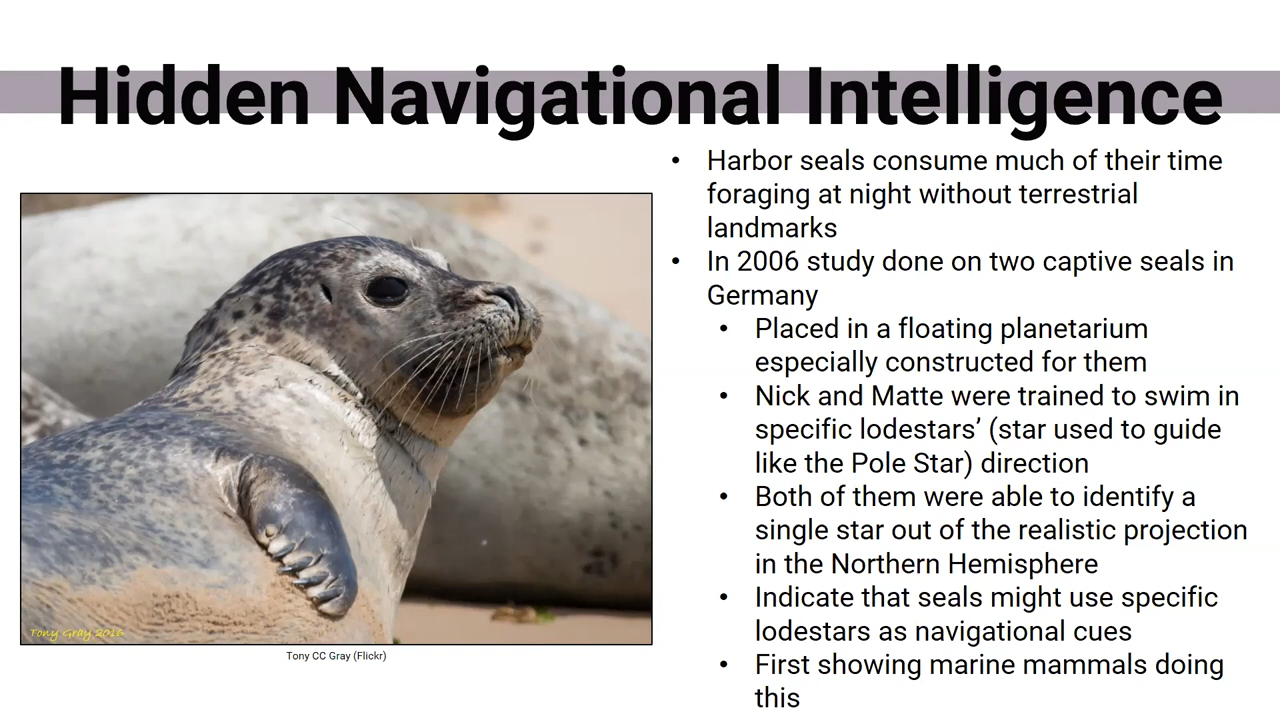 Hidden Navigational Intelligence
• Harbor seals consume much of their time
foraging at night without terrestrial
landmarks
• In 2006 study done on two captive seals in
Germany
• Placed in a floating planetarium
especially constructed for them
• Nick and Matte were trained to swim in
specific lodestars’ (star used to guide
like the Pole Star) direction
• Both of them were able to identify a
single star out of the realistic projection
in the Northern Hemisphere
• Indicate that seals might use specific
lodestars as navigational cues
• First showing marine mammals doing
this
Tony Gray 2016
Tony CC Gray (Flickr)